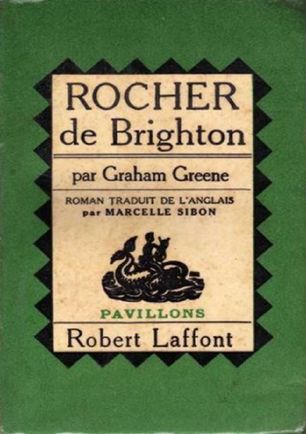 ROCHER
de Brighton
par Graham Greene
ROMAN TRADUIT DE L'ANGLAIS
par MARCELLE SIBON
PAVILLONS
Robert Laffont